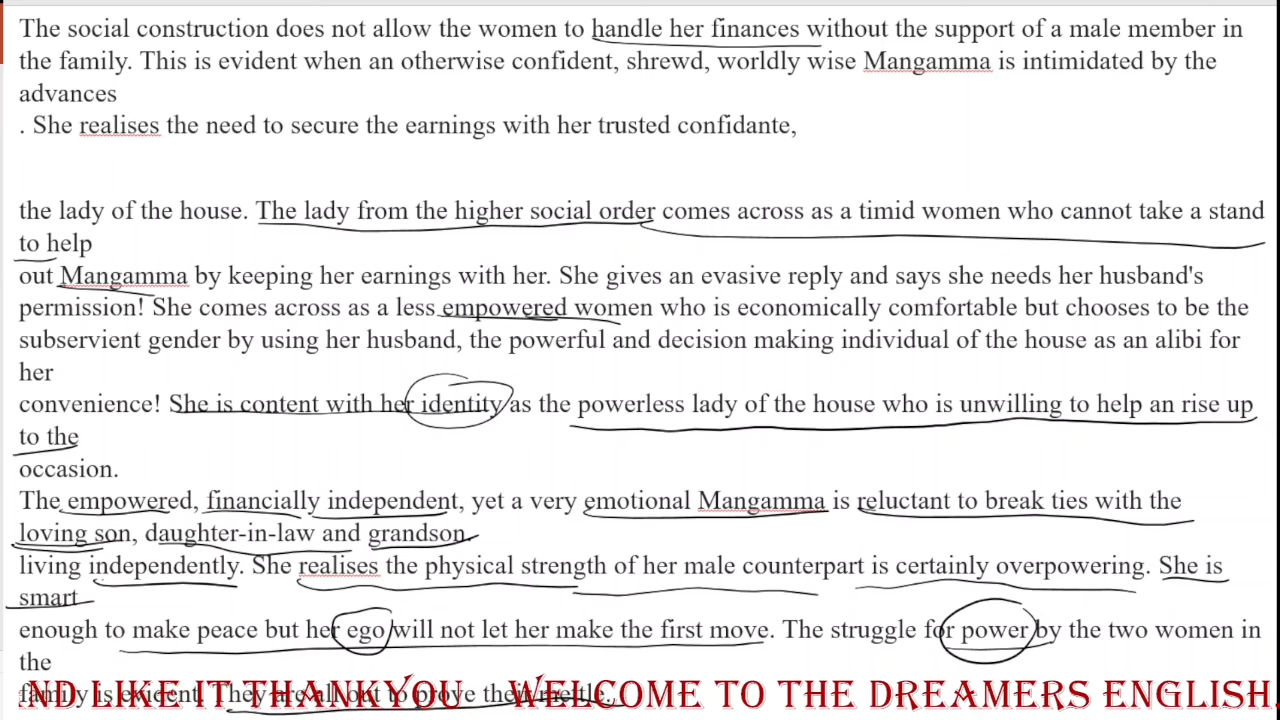 The social construction does not allow the women to handle her finances without the support of a male member in
the family. This is evident when an otherwise confident, shrewd, worldly wise Mangamma is intimidated by the
advances
. She realises the need to secure the earnings with her trusted confidante,
the lady of the house. The lady from the higher social order comes across as a timid women who cannot take a stand
to help
out Mangamma by keeping her earnings with her. She gives an evasive reply and says she needs her husband's
permission! She comes across as a less empowered women who is economically comfortable but chooses to be the
subservient gender by using her husband, the powerful and decision making individual of the house as an alibi for
her
convenience! She is content with her identity as the powerless lady of the house who is unwilling to help an rise up
to the
occasion.
The empowered, financially independent, yet a very emotional Mangamma is reluctant to break ties with the
loving son, daughter-in-law and grandson.
living independently. She realises the physical strength of her male counterpart is certainly overpowering. She is
smart
enough to make peace but her ego will not let her make the first move. The struggle for power by the two women in
the
family is evident. They are all out to prove their mettle.
ND LIKE IT THANKYOU WELCOME TO THE DREAMERS ENGLISH